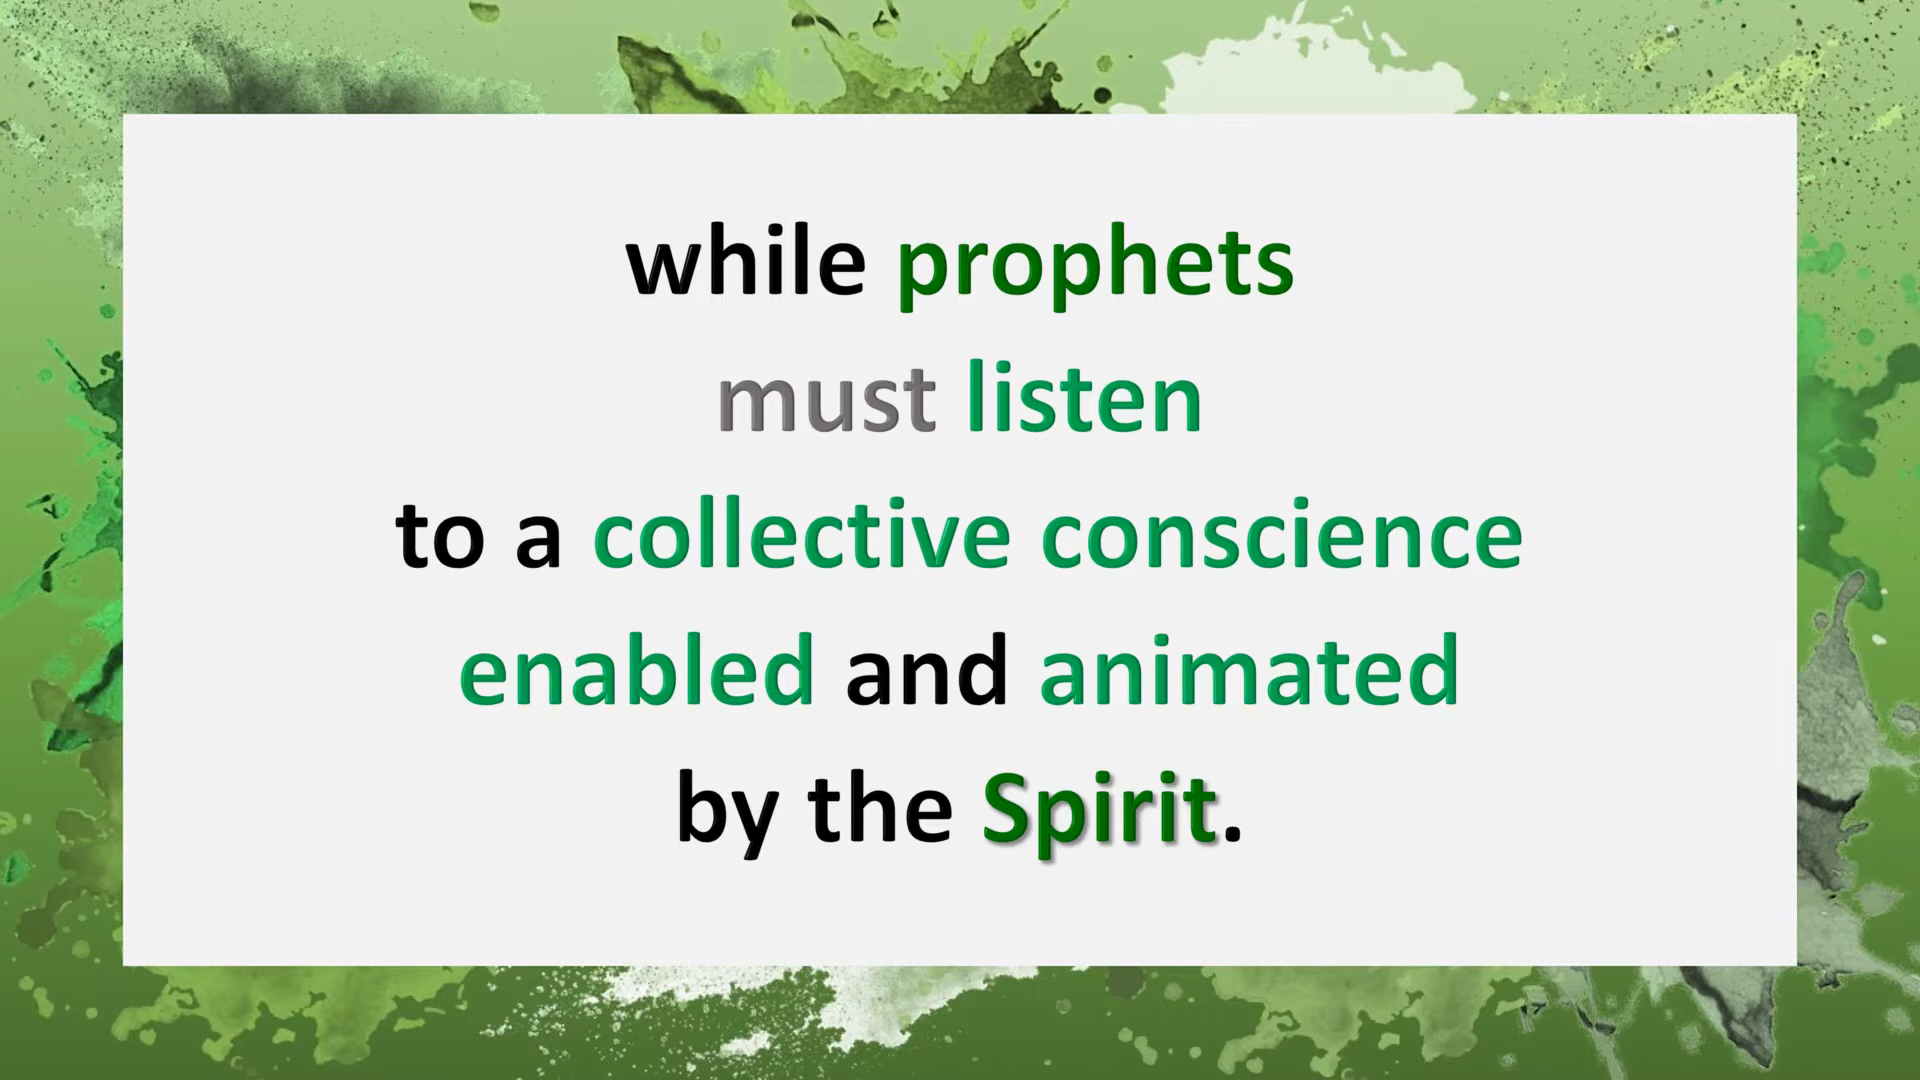 while prophets
must listen
to a collective conscience
enabled and animated
by the Spirit.